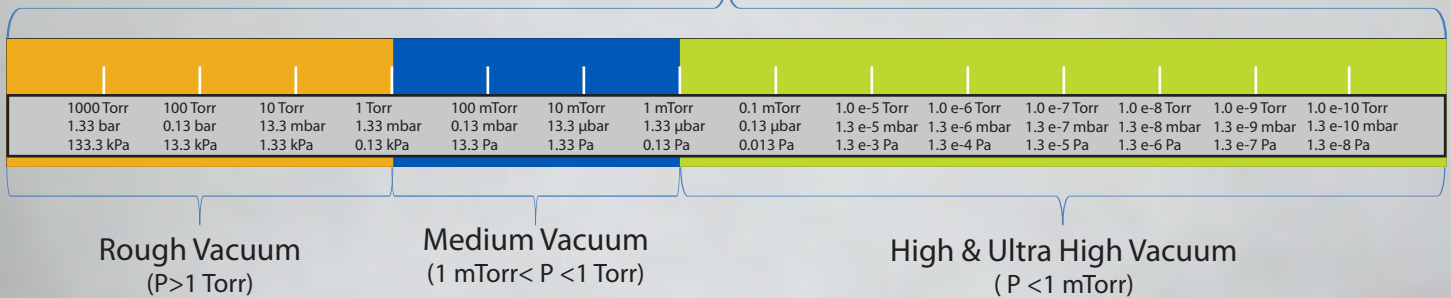 1000 Torr 100 Torr 10 Torr 1 Torr 100 mTorr 10 mTorr 1 mTorr 0.1 mTorr 1.0 e-5 Torr 1.0 e-6 Torr 1.0 e-7 Torr 1.0 e-8 Torr 1.0 e-9 Torr 1.0 e-10 Torr
1.33 bar 0.13 bar 13.3 mbar 1.33 mbar 0.13 mbar 13.3 µbar 1.33 µbar 0.13 µbar 1.3 e-5 mbar 1.3 e-6 mbar 1.3 e-7 mbar 1.3 e-8 mbar 1.3 e-9 mbar 1.3 e-10 mbar
133.3 kPa 13.3 kPa 1.33 kPa 0.13 kPa 13.3 Pa 1.33 Pa 0.13 Pa 0.013 Pa 1.3 e-3 Pa 1.3 e-4 Pa 1.3 e-5 Pa 1.3 e-6 Pa 1.3 e-7 Pa 1.3 e-8 Pa
Rough Vacuum
(P>1 Torr)
Medium Vacuum
(1 mTorr< P <1 Torr)
High & Ultra High Vacuum
( P <1 mTorr)